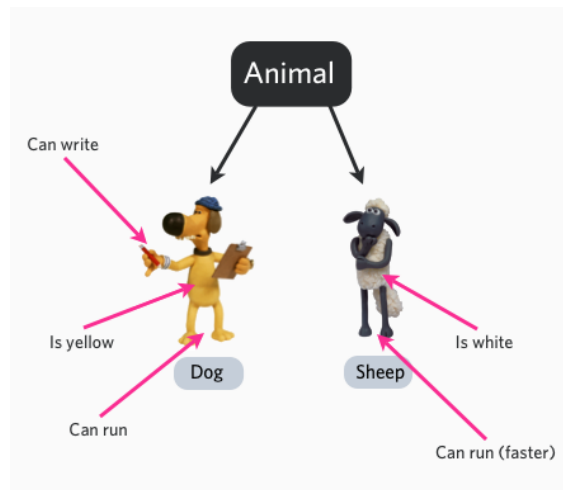 Animal
Can write
Is yellow
Is white
Dog
Sheep
Can run
Can run (faster)